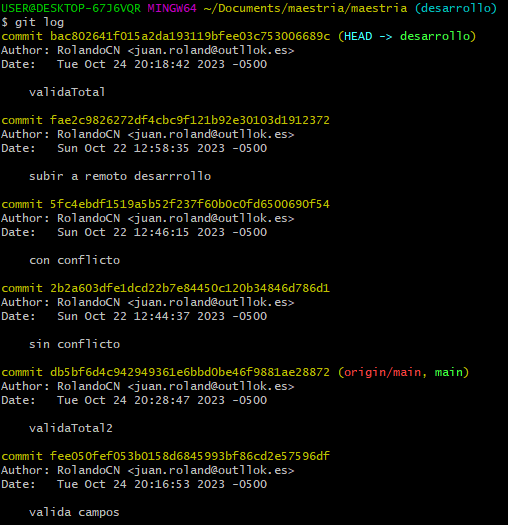 USER@DESKTOP-67J6VQR MINGW64 ~/Documents/maestria/maestria (desarrollo)
$ git log
commit bac802641f015a2da193119bfee03c753006689c (HEAD -> desarrollo)
Author: RolandoCN <juan.roland@outllok.es>
Date:   Tue Oct 24 20:18:42 2023 -0500
    validaTotal
commit fae2c9826272df4cbc9f121b92e30103d1912372
Author: RolandoCN <juan.roland@outllok.es>
Date:   Sun Oct 22 12:58:35 2023 -0500
    subir a remoto desarrrollo
commit 5fc4ebdf1519a5b52f237f60b0c0fd6500690f54
Author: RolandoCN <juan.roland@outllok.es>
Date:   Sun Oct 22 12:46:15 2023 -0500
    con conflicto
commit 2b2a603dfe1dcd22b7e84450c120b34846d786d1
Author: RolandoCN <juan.roland@outllok.es>
Date:   Sun Oct 22 12:44:37 2023 -0500
    sin conflicto
commit db5bf6d4c942949361e6bbd0be46f9881ae28872 (origin/main, main)
Author: RolandoCN <juan.roland@outllok.es>
Date:   Tue Oct 24 20:28:47 2023 -0500
    validaTotal2
commit fee050fef053b0158d6845993bf86cd2e57596df
Author: RolandoCN <juan.roland@outllok.es>
Date:   Tue Oct 24 20:16:53 2023 -0500
    valida campos